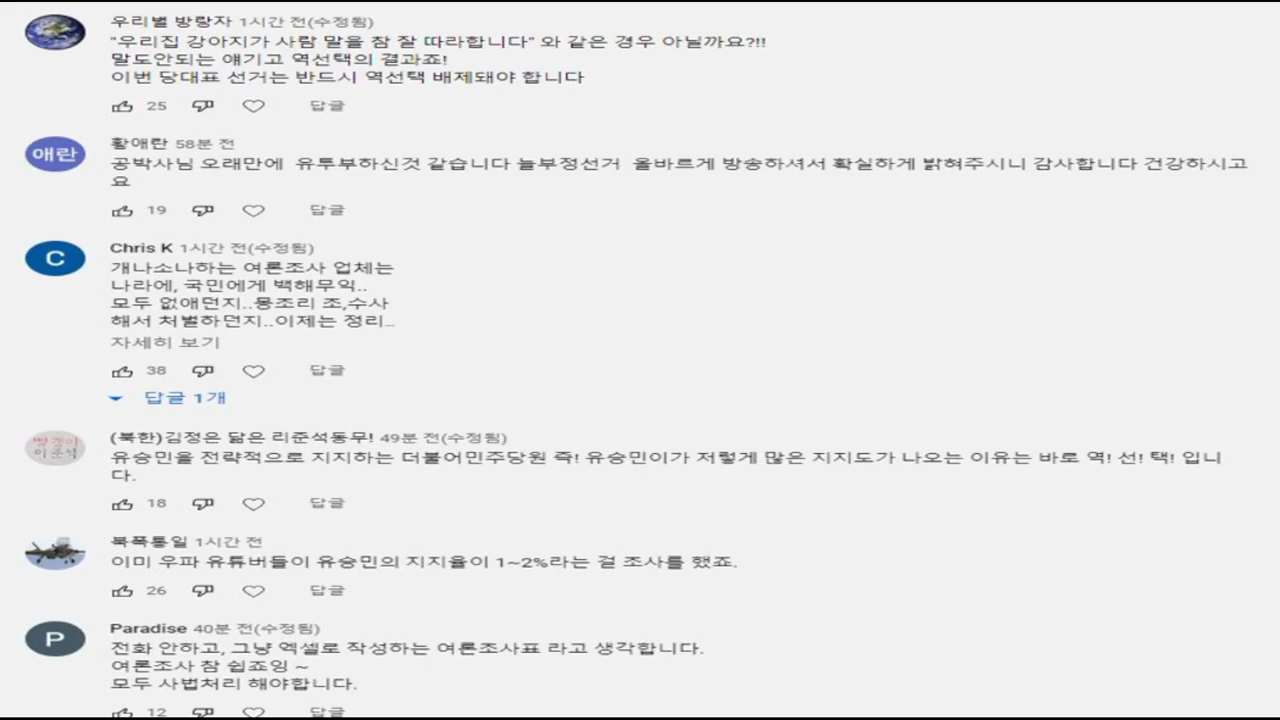 우리별 방랑자 1시간 전(수정됨)
"우리집 강아지가 사람 말을 참 잘 따라합니다" 와 같은 경우 아닐까요?!!
말도안되는 얘기고 역선택의 결과죠!
이번 당대표 선거는 반드시 역선택 배제돼야 합니다
25 답글
애란
황애란 58분 전
공박사님 오래만에 유투부하신것 같습니다 늘부정선거 올바르게 방송하셔서 확실하게 밝혀주시니 감사합니다 건강하시고
요
19 답글
C
Chris K 1시간 전(수정됨)
개나소나하는 여론조사 업체는
나라에, 국민에게 백해무익..
모두 없애던지..몽조리 조,수사
해서 처벌하던지..이제는 정리..
자세히 보기
38 답글
답글 1개
빨갱이
이준석
(북한)김정은 닮은 리준석동무! 49분 전(수정됨)
유승민을 전략적으로 지지하는 더불어민주당원 즉! 유승민이가 저렇게 많은 지지도가 나오는 이유는 바로 역! 선! 택! 입니
다.
18 답글
북폭통일 1시간 전
이미 우파 유튜버들이 유승민의 지지율이 1~2%라는 걸 조사를 했죠.
26 답글
P
Paradise 40분 전(수정됨)
전화 안하고, 그냥 엑셀로 작성하는 여론조사표 라고 생각합니다.
여론조사 참 쉽죠잉 ~
모두 사법처리 해야합니다.
12 답글